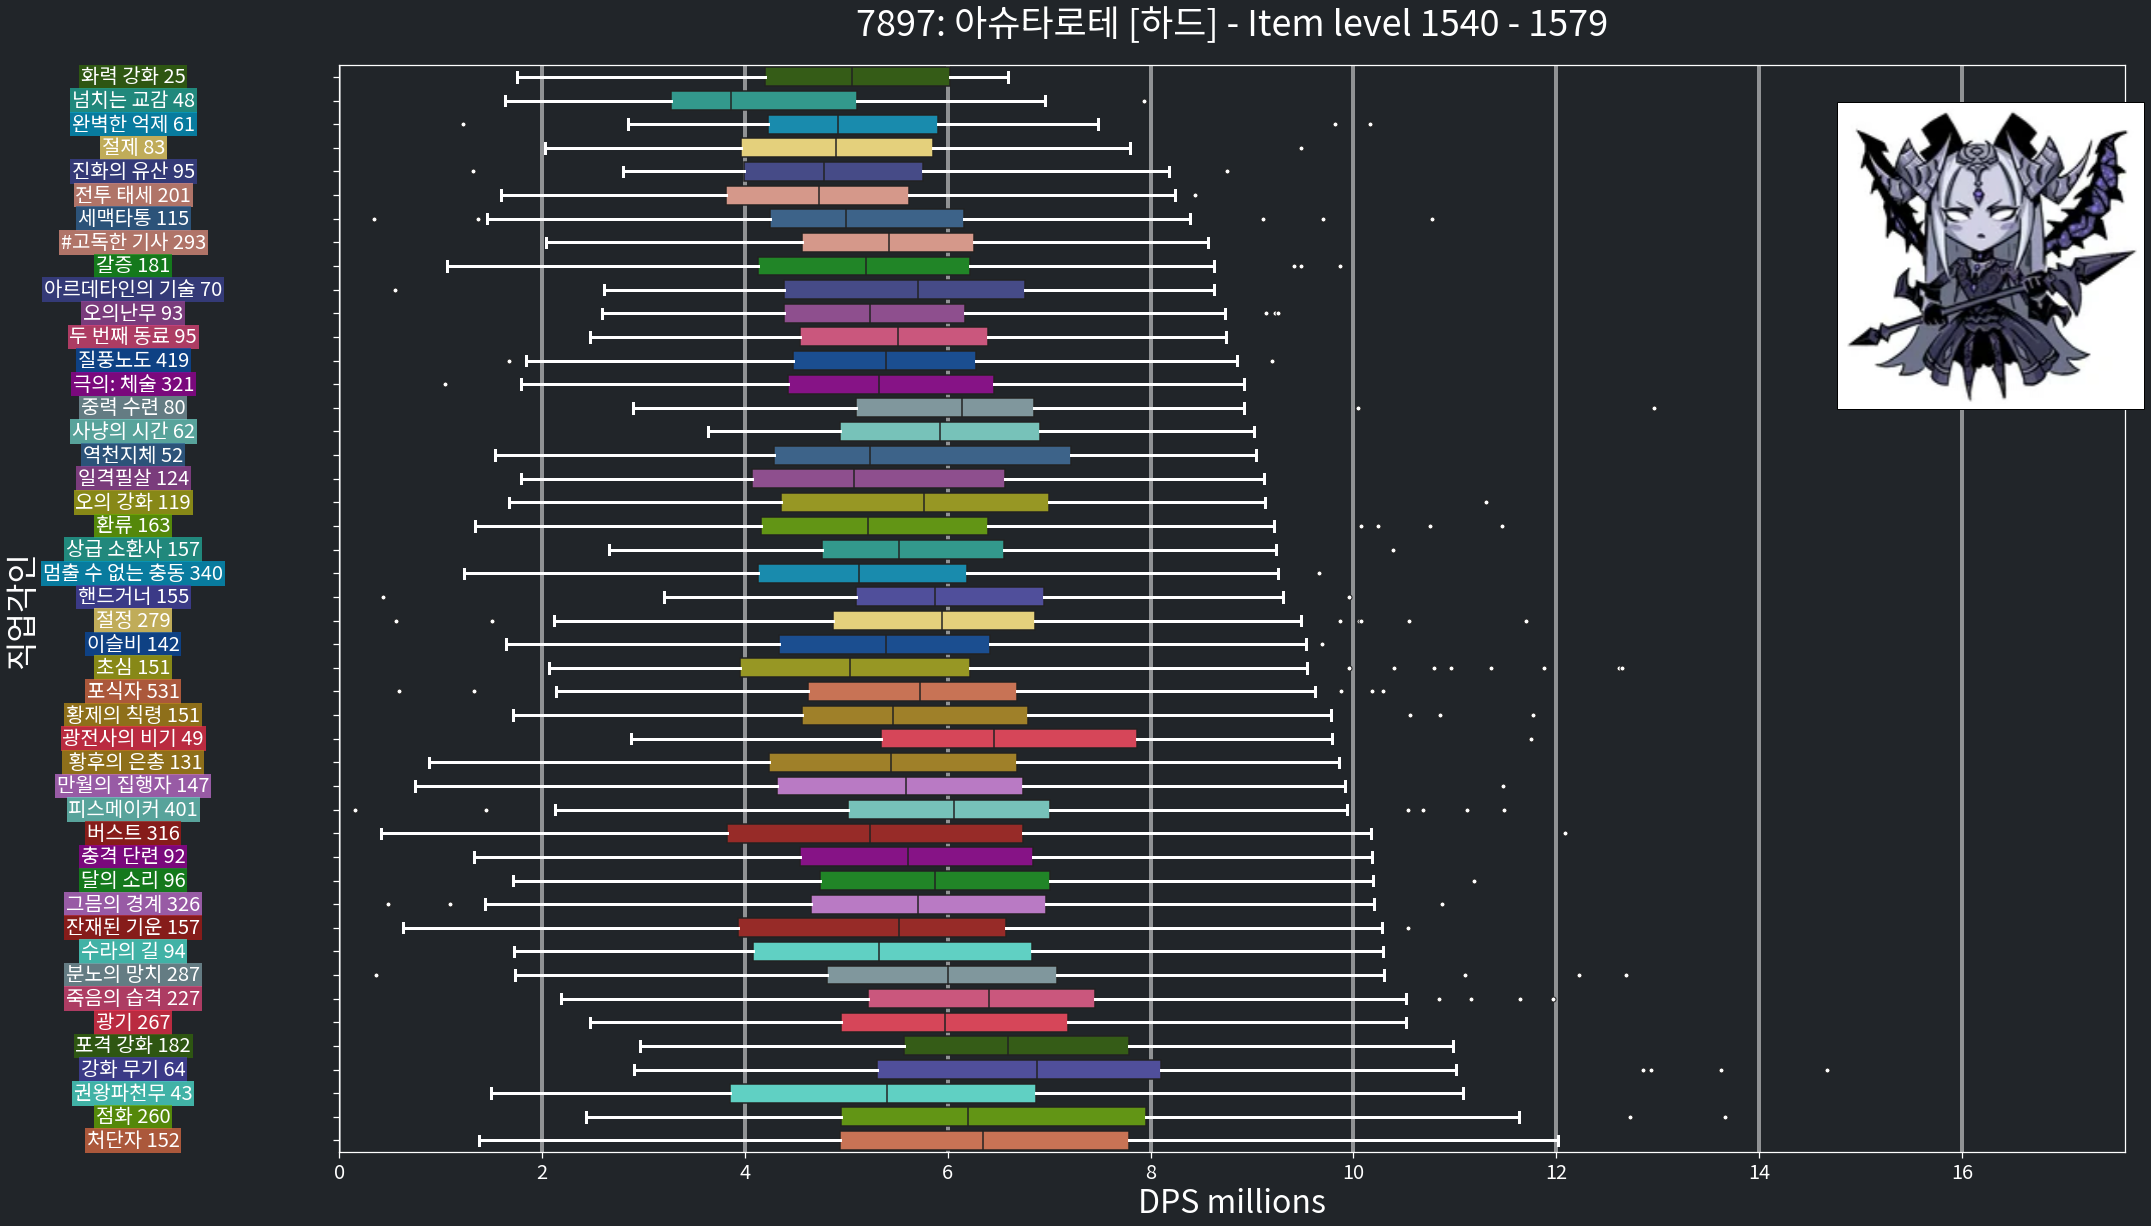 7897: 아슈타로테 [하드] - Item level 1540 - 1579
화력 강화 25
넘치는 교감 48
완벽한 억제 61
절제 83
진화의 유산 95
전투 태세 201
세맥타통 115
#고독한 기사 293
갈증 181
아르데타인의 기술 70
오의난무 93
두 번째 동료 95
질풍노도 419
극의: 체술 321
중력 수련 80
사냥의 시간 62
역천지체 52
일격필살 124
오의 강화 119
환류 163
상급 소환사 157
멈출 수 없는 충동 340
핸드거너 155
절정 279
이슬비 142
초심 151
포식자 531
황제의 칙령 151
광전사의 비기 49
황후의 은총 131
만월의 집행자 147
피스메이커 401
버스트 316
충격 단련 92
달의 소리 96
그믐의 경계 326
잔재된 기운 157
수라의 길 94
분노의 망치 287
죽음의 습격 227
광기 267
포격 강화 182
강화 무기 64
권왕파천무 43
점화 260
처단자 152
직업각인
0 2 4 6 8 10 12 14 16
DPS millions